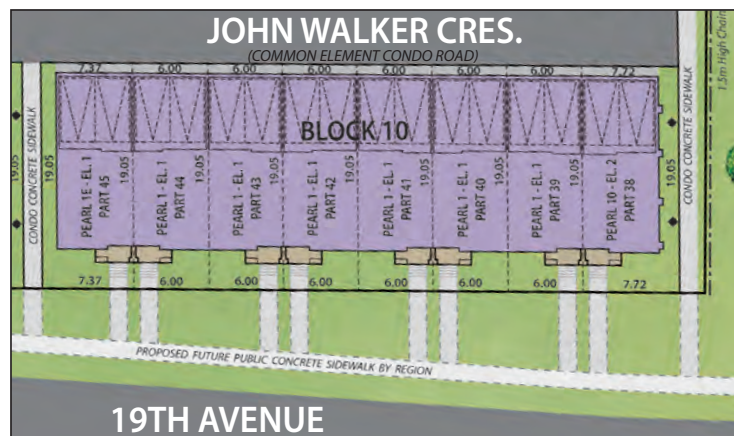 JOHN WALKER CRES.
(COMMON ELEMENT CONDO ROAD)
7.37 6.00 6.00 6.00 6.00 6.00 6.00 7.72
1.5m High Chain
BLOCK 10
19.05
CONDO CONCRETE SIDEWALK
19.05
PEARL 1E - EL. 1
PART 45
19.05
PEARL 1 - EL. 1
PART 44
19.05
PEARL 1 - EL. 1
PART 43
19.05
PEARL 1 - EL. 1
PART 42
19.05
PEARL 1 - EL. 1
PART 41
19.05
PEARL 1 - EL. 1
PART 40
19.05
PEARL 1 - EL. 1
PART 39
19.05
PEARL 10 - EL. 2
PART 38
19.05
CONDO CONCRETE SIDEWALK
7.37 6.00 6.00 6.00 6.00 6.00 6.00 7.72
PROPOSED FUTURE PUBLIC CONCRETE SIDEWALK BY REGION
19TH AVENUE